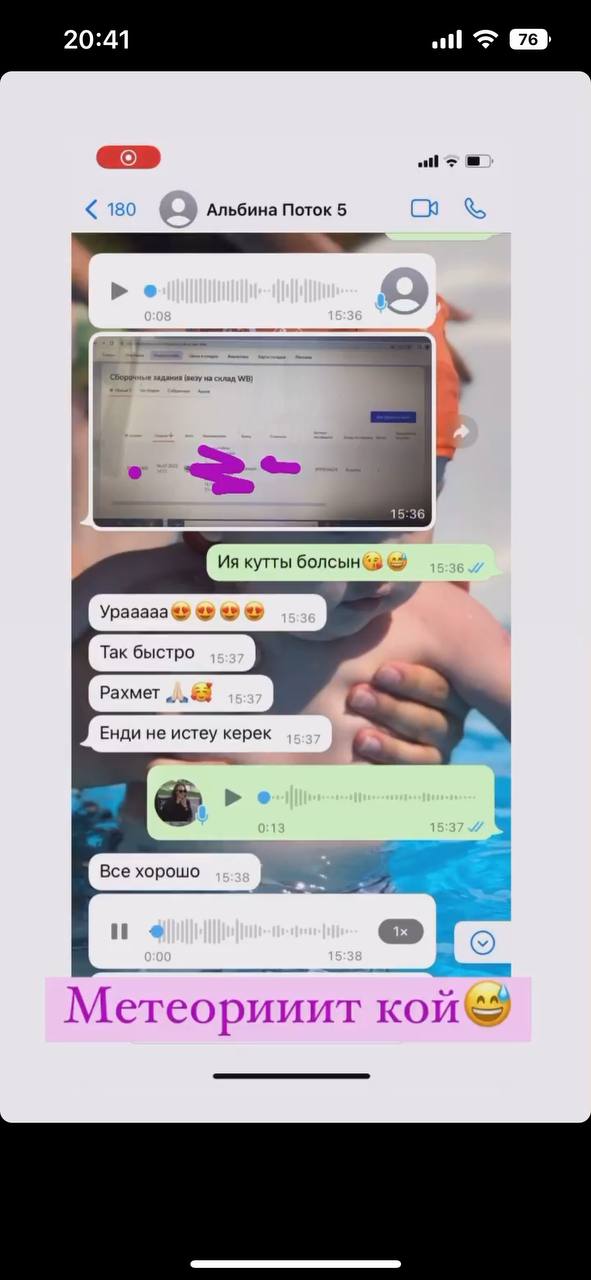 20:41
76
180
Альбина Поток 5
0:08
15:36
Сборочные задания (везу на склад WB)
15:36
Ия кутты болсын😘😅 15:36
Урааааа😍😍😍😍 15:36
Так быстро 15:37
Рахмет 🙏🏻🥰 15:37
Енди не истеу керек 15:37
0:13
15:37
Все хорошо 15:38
1x
0:00
15:38
Метеорииит кой😅